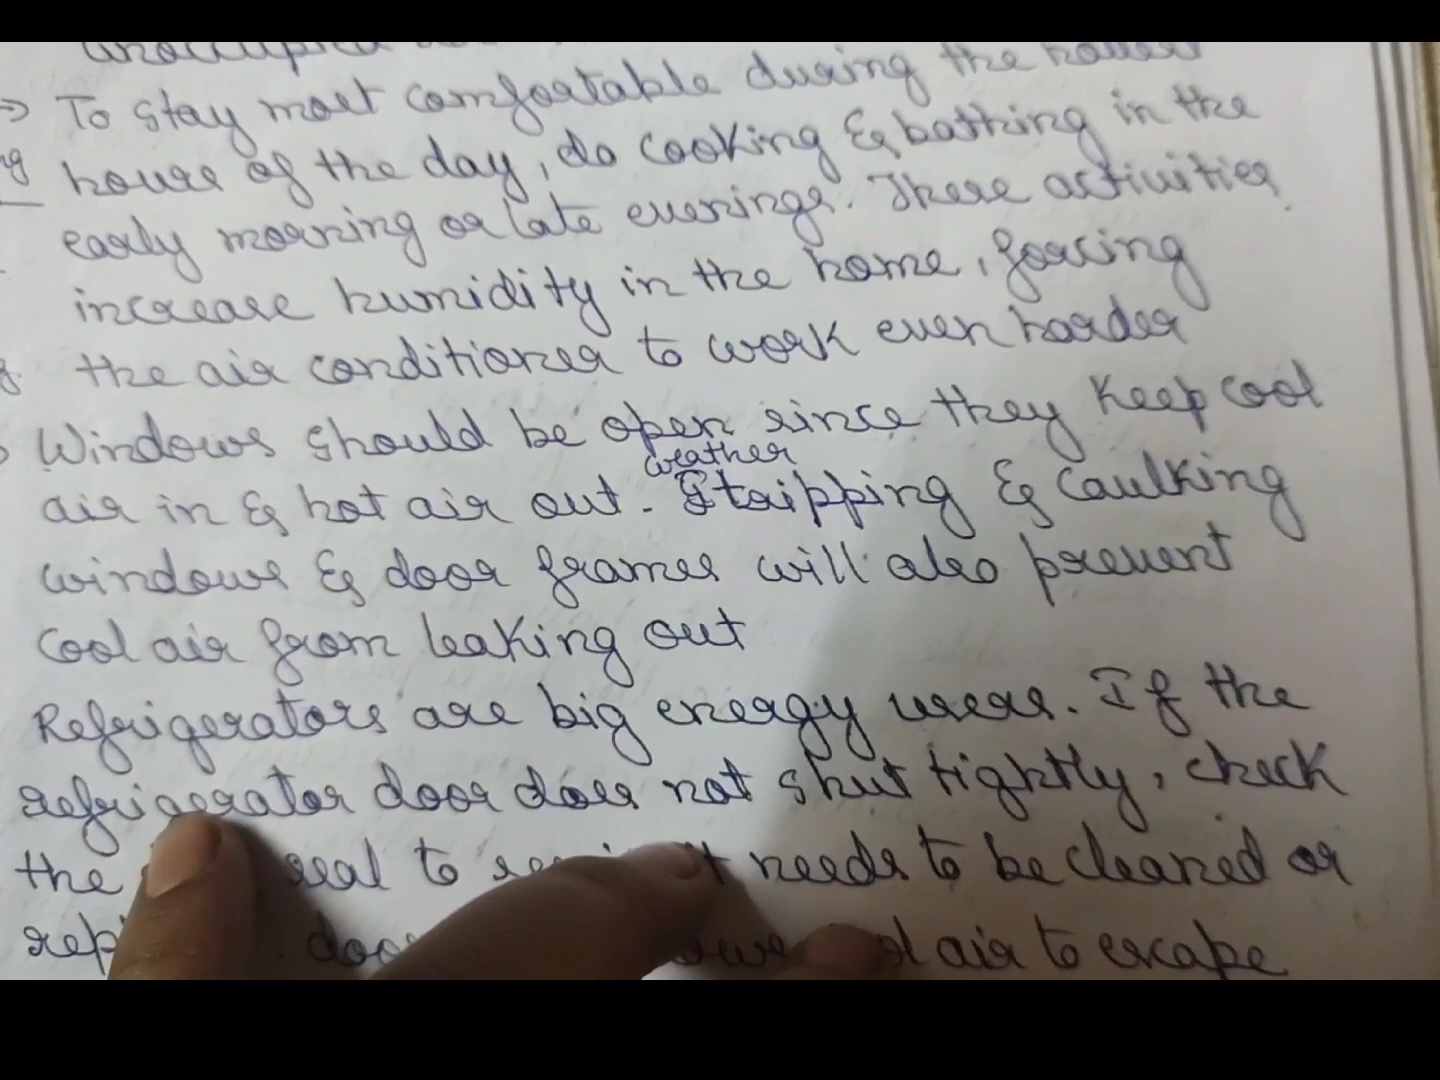 unoccupied
⇒ To stay most comfortable during the hottest
hours of the day, do cooking & bathing in the
early morning or late evenings. These activities
increase humidity in the home, forcing
the air conditioner to work even harder
Windows should be open since they keep cool
air in & hot air out. weather Stripping & caulking
windows & door frames will also prevent
cool air from leaking out
Refrigerators are big energy users. If the
refrigerator door does not shut tightly, check
the seal to needs to be cleaned or
air to escape